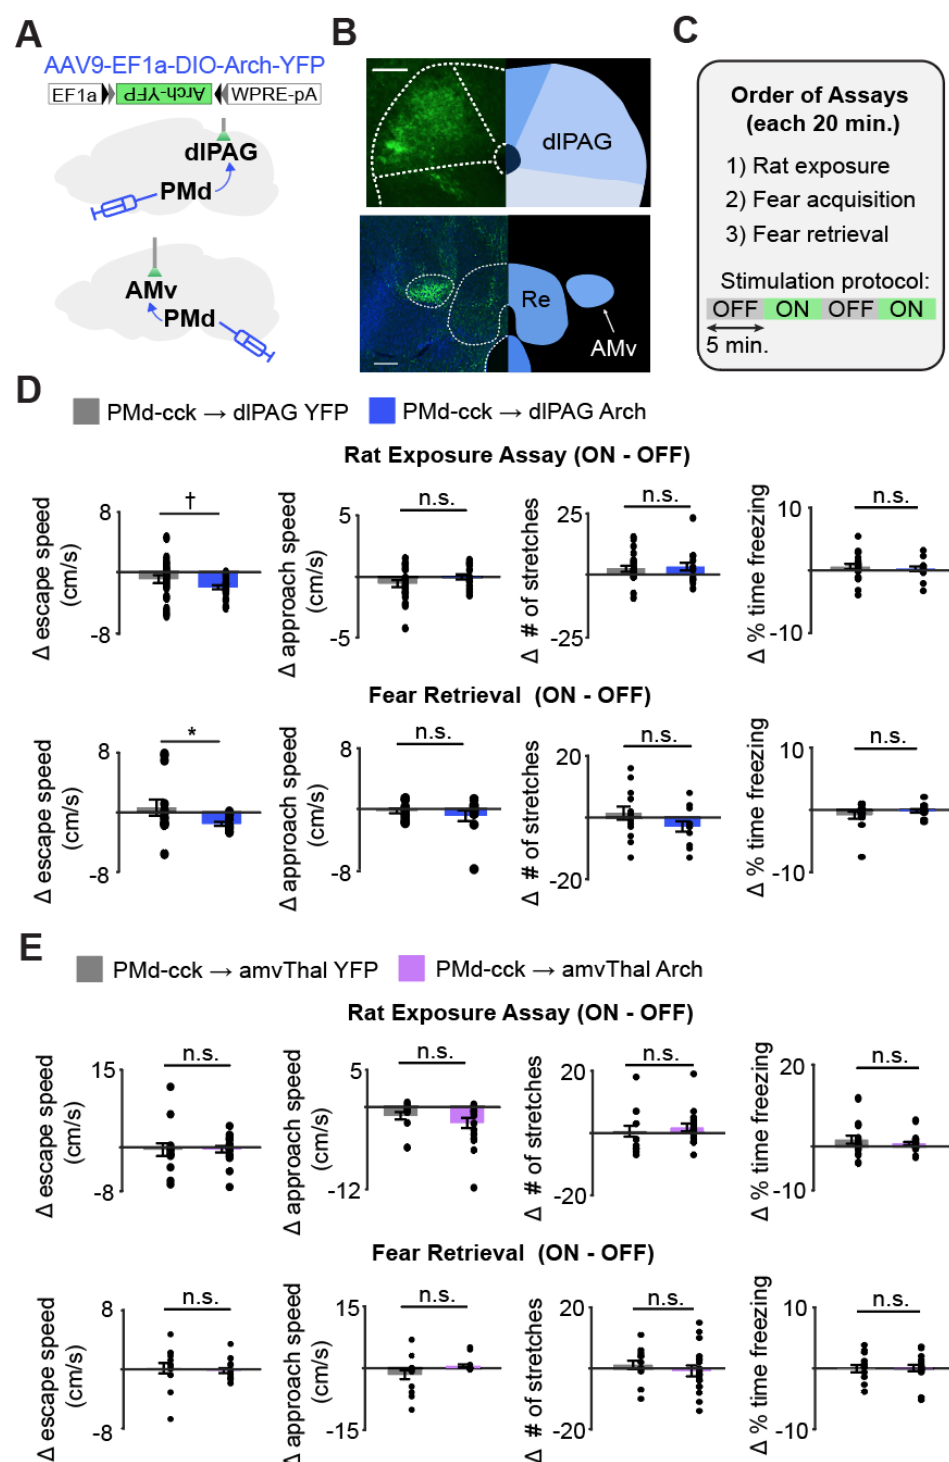 A
AAV9-EF1a-DIO-Arch-YFP
EF1a Arch-YFP WPRE-pA
dlPAG
PMd
AMv
PMd
B
dlPAG
Re
AMv
C
Order of Assays
(each 20 min.)
1) Rat exposure
2) Fear acquisition
3) Fear retrieval
Stimulation protocol:
OFF ON OFF ON
5 min.
D
PMd-cck → dlPAG YFP PMd-cck → dlPAG Arch
Rat Exposure Assay (ON - OFF)
Δ escape speed
(cm/s)
8
-8
†
Δ approach speed
(cm/s)
5
-5
n.s.
Δ # of stretches
25
-25
n.s.
Δ % time freezing
10
-10
n.s.
Fear Retrieval (ON - OFF)
Δ escape speed
(cm/s)
8
-8
*
Δ approach speed
(cm/s)
8
-8
n.s.
Δ # of stretches
20
-20
n.s.
Δ % time freezing
10
-10
n.s.
E
PMd-cck → amvThal YFP PMd-cck → amvThal Arch
Rat Exposure Assay (ON - OFF)
Δ escape speed
(cm/s)
15
-8
n.s.
Δ approach speed
(cm/s)
5
-12
n.s.
Δ # of stretches
20
-20
n.s.
Δ % time freezing
20
-10
n.s.
Fear Retrieval (ON - OFF)
Δ escape speed
(cm/s)
8
-8
n.s.
Δ approach speed
(cm/s)
15
-15
n.s.
Δ # of stretches
20
-20
n.s.
Δ % time freezing
10
-10
n.s.